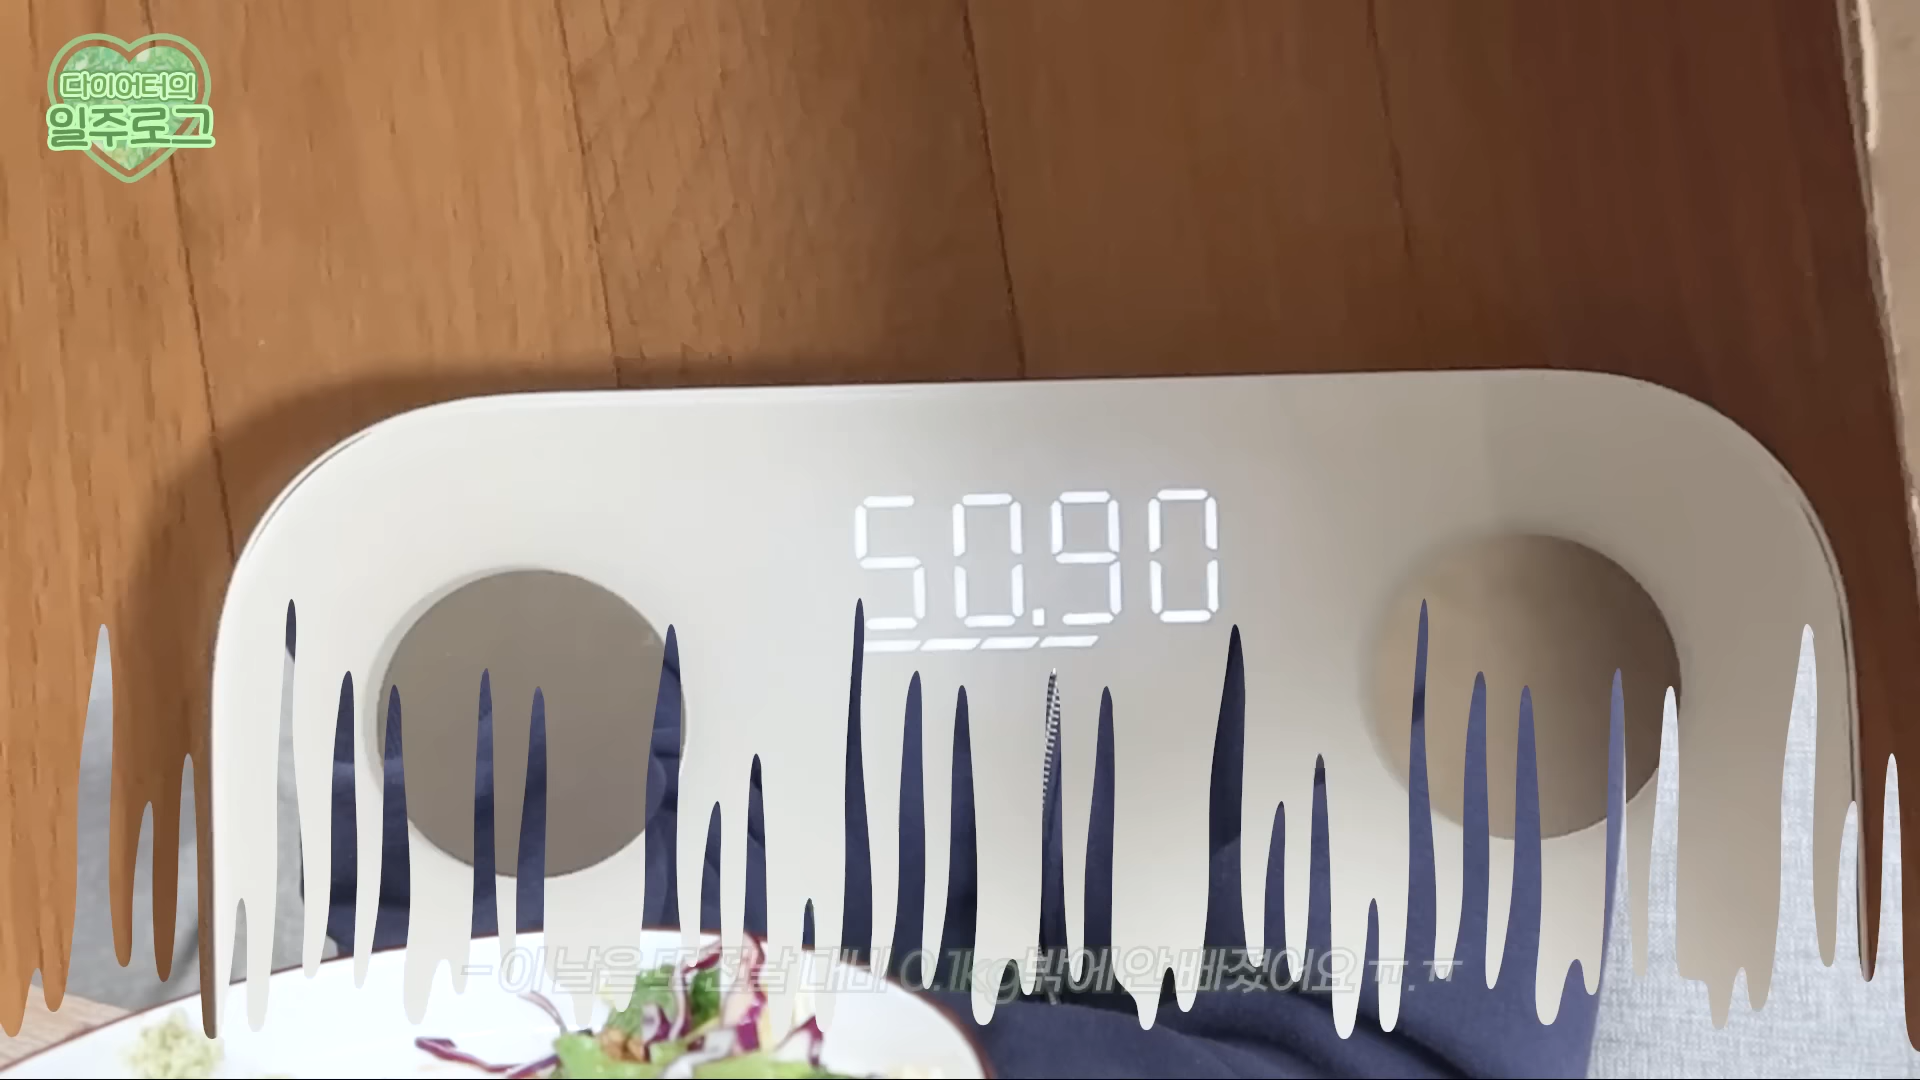 다이어터의
일주로그
50.90
- 이 날은 또 전날 대비 0.1kg밖에 안 빠졌어요 ㅠ.ㅠ